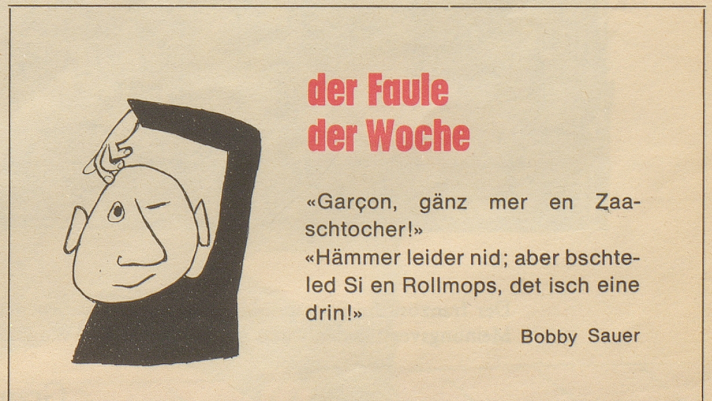 der Faule
der Woche
«Garçon, gänz mer en Zaa-
schtocher!»
«Hämmer leider nid; aber bschte-
led Si en Rollmops, det isch eine
drin!»
Bobby Sauer